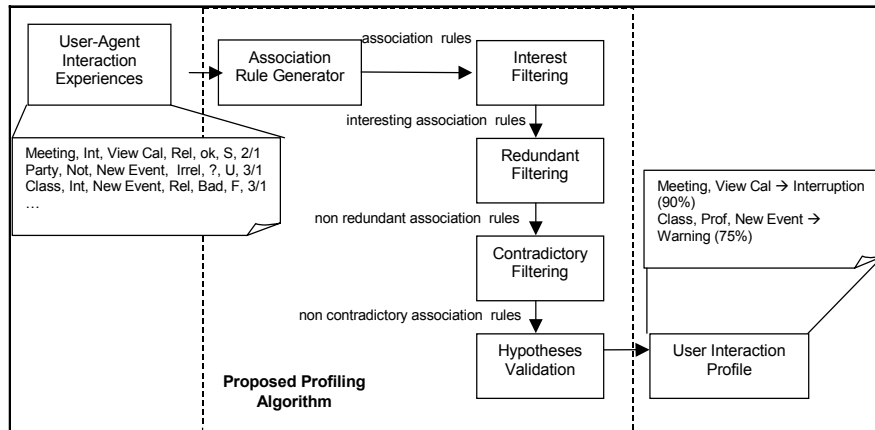 User-Agent
Interaction
Experiences
Association
Rule Generator
association rules
Interest
Filtering
interesting association rules
Meeting, Int, View Cal, Rel, ok, S, 2/1
Party, Not, New Event, Irrel, ?, U, 3/1
Class, Int, New Event, Rel, Bad, F, 3/1
…
Redundant
Filtering
non redundant association rules
Contradictory
Filtering
non contradictory association rules
Hypotheses
Validation
Meeting, View Cal → Interruption
(90%)
Class, Prof, New Event →
Warning (75%)
User Interaction
Profile
Proposed Profiling
Algorithm